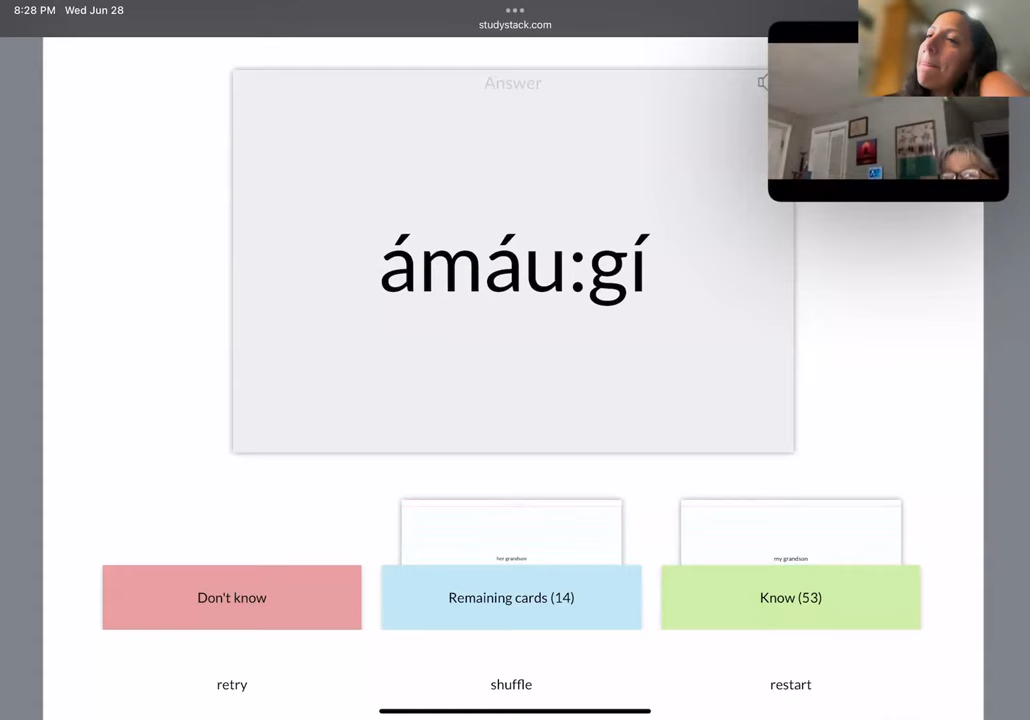 8:28 PM Wed Jun 28
studystack.com
Answer
ámáu:gí
her grandson
my grandson
Don't know
Remaining cards (14)
Know (53)
retry
shuffle
restart